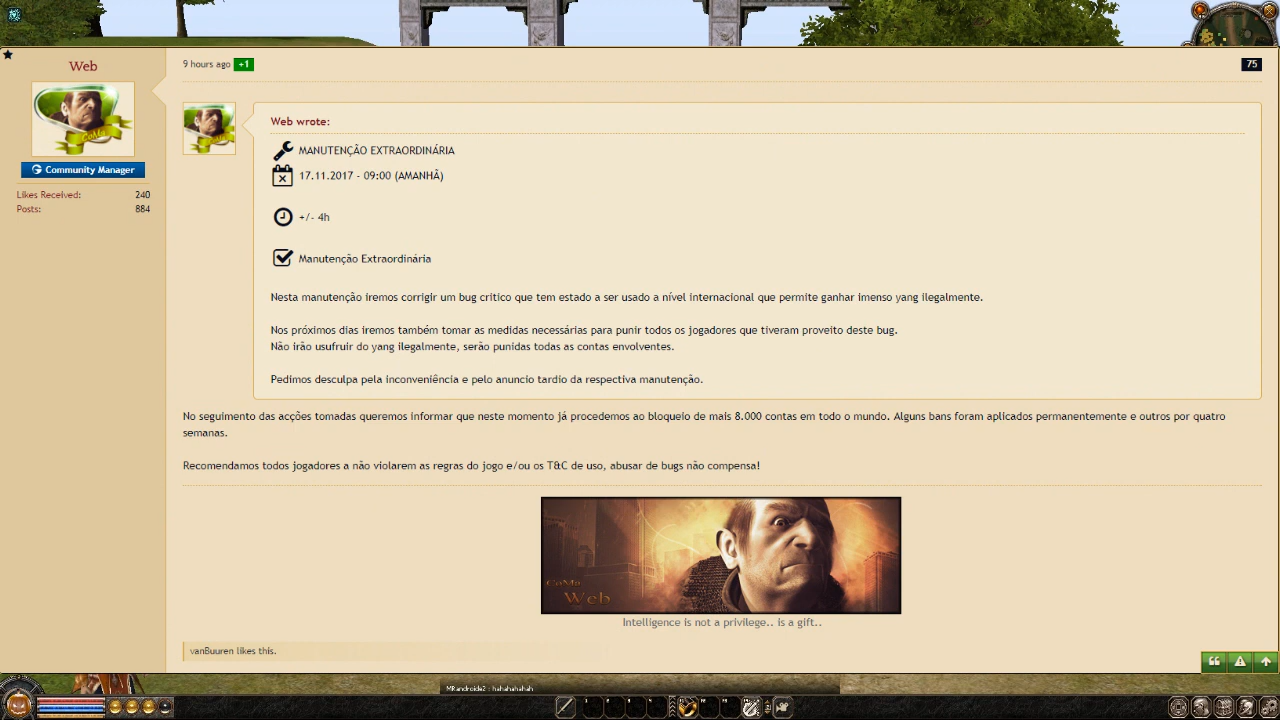 Web
9 hours ago +1
75
Community Manager
Likes Received: 240
Posts: 884
Web wrote:
MANUTENÇÃO EXTRAORDINÁRIA
17.11.2017 - 09:00 (AMANHÃ)
+/- 4h
Manutenção Extraordinária
Nesta manutenção iremos corrigir um bug critico que tem estado a ser usado a nível internacional que permite ganhar imenso yang ilegalmente.
Nos próximos dias iremos também tomar as medidas necessárias para punir todos os jogadores que tiveram proveito deste bug.
Não irão usufruir do yang ilegalmente, serão punidas todas as contas envolventes.
Pedimos desculpa pela inconveniência e pelo anuncio tardio da respectiva manutenção.
No seguimento das acções tomadas queremos informar que neste momento já procedemos ao bloqueio de mais 8.000 contas em todo o mundo. Alguns bans foram aplicados permanentemente e outros por quatro
semanas.
Recomendamos todos jogadores a não violarem as regras do jogo e/ou os T&C de uso, abusar de bugs não compensa!
CoMa
Web
Intelligence is not a privilege.. is a gift..
vanBuuren likes this.
MRandroide2 : hahahahahah